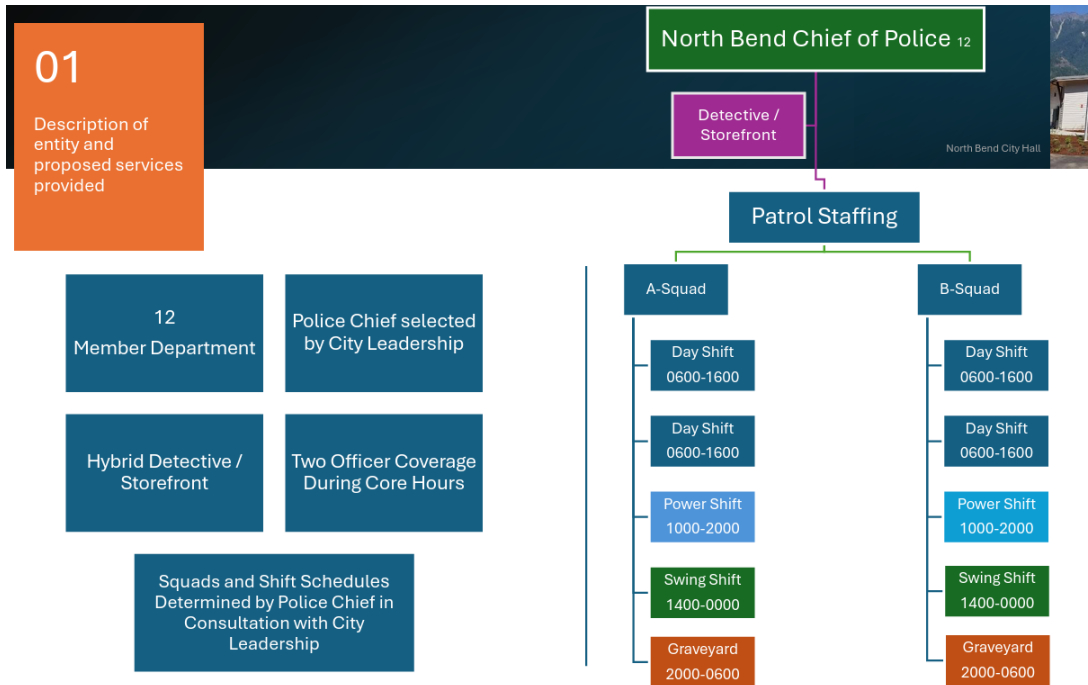 01
Description of
entity and
proposed services
provided
North Bend Chief of Police 12
Detective /
Storefront
North Bend City Hall
12
Member Department
Police Chief selected
by City Leadership
Hybrid Detective /
Storefront
Two Officer Coverage
During Core Hours
Squads and Shift Schedules
Determined by Police Chief in
Consultation with City
Leadership
Patrol Staffing
A-Squad
Day Shift
0600-1600
Day Shift
0600-1600
Power Shift
1000-2000
Swing Shift
1400-0000
Graveyard
2000-0600
B-Squad
Day Shift
0600-1600
Day Shift
0600-1600
Power Shift
1000-2000
Swing Shift
1400-0000
Graveyard
2000-0600